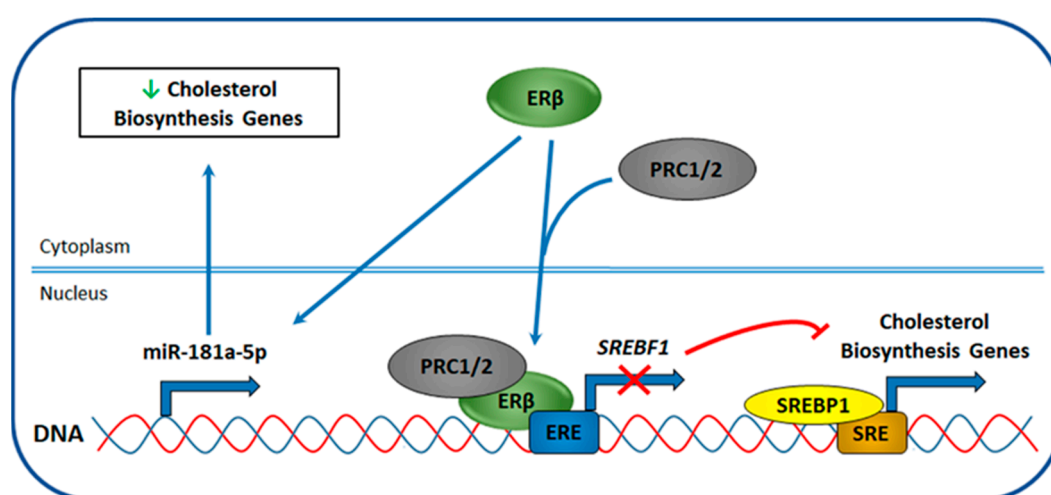 ↓ Cholesterol
Biosynthesis Genes
ERβ
PRC1/2
Cytoplasm
Nucleus
miR-181a-5p
PRC1/2
ERβ
ERE
SREBF1
Cholesterol
Biosynthesis Genes
SREBP1
SRE
DNA